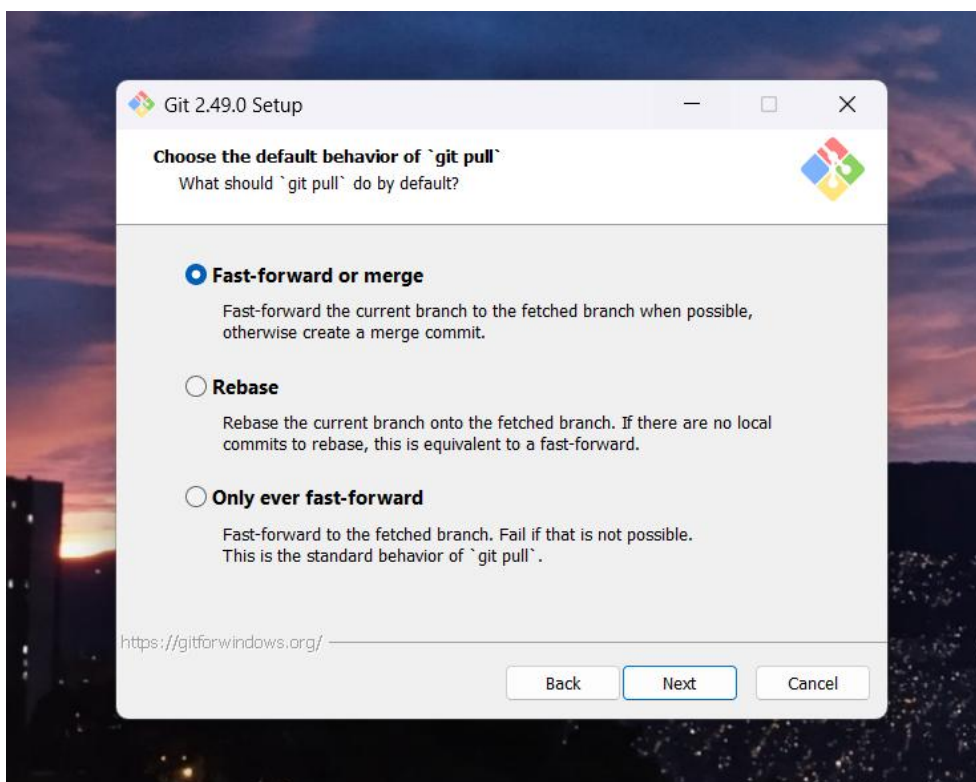 Git 2.49.0 Setup
Choose the default behavior of `git pull`
What should `git pull` do by default?
Fast-forward or merge
Fast-forward the current branch to the fetched branch when possible,
otherwise create a merge commit.
Rebase
Rebase the current branch onto the fetched branch. If there are no local
commits to rebase, this is equivalent to a fast-forward.
Only ever fast-forward
Fast-forward to the fetched branch. Fail if that is not possible.
This is the standard behavior of `git pull`.
https://gitforwindows.org/
Back Next Cancel